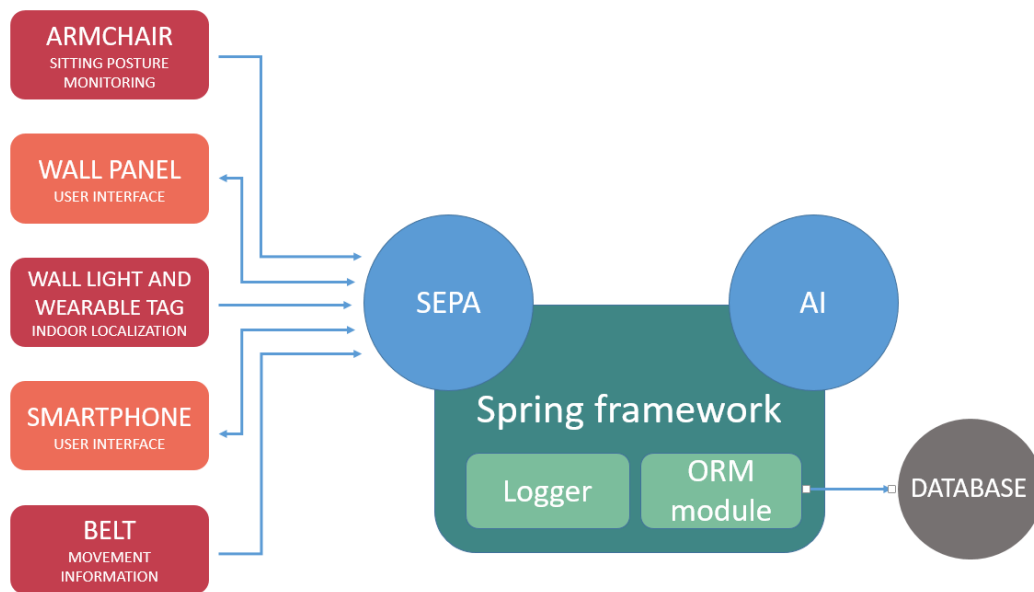 ARMCHAIR
SITTING POSTURE
MONITORING
WALL PANEL
USER INTERFACE
WALL LIGHT AND
WEARABLE TAG
INDOOR LOCALIZATION
SMARTPHONE
USER INTERFACE
BELT
MOVEMENT
INFORMATION
SEPA
AI
Spring framework
Logger
ORM
module
DATABASE